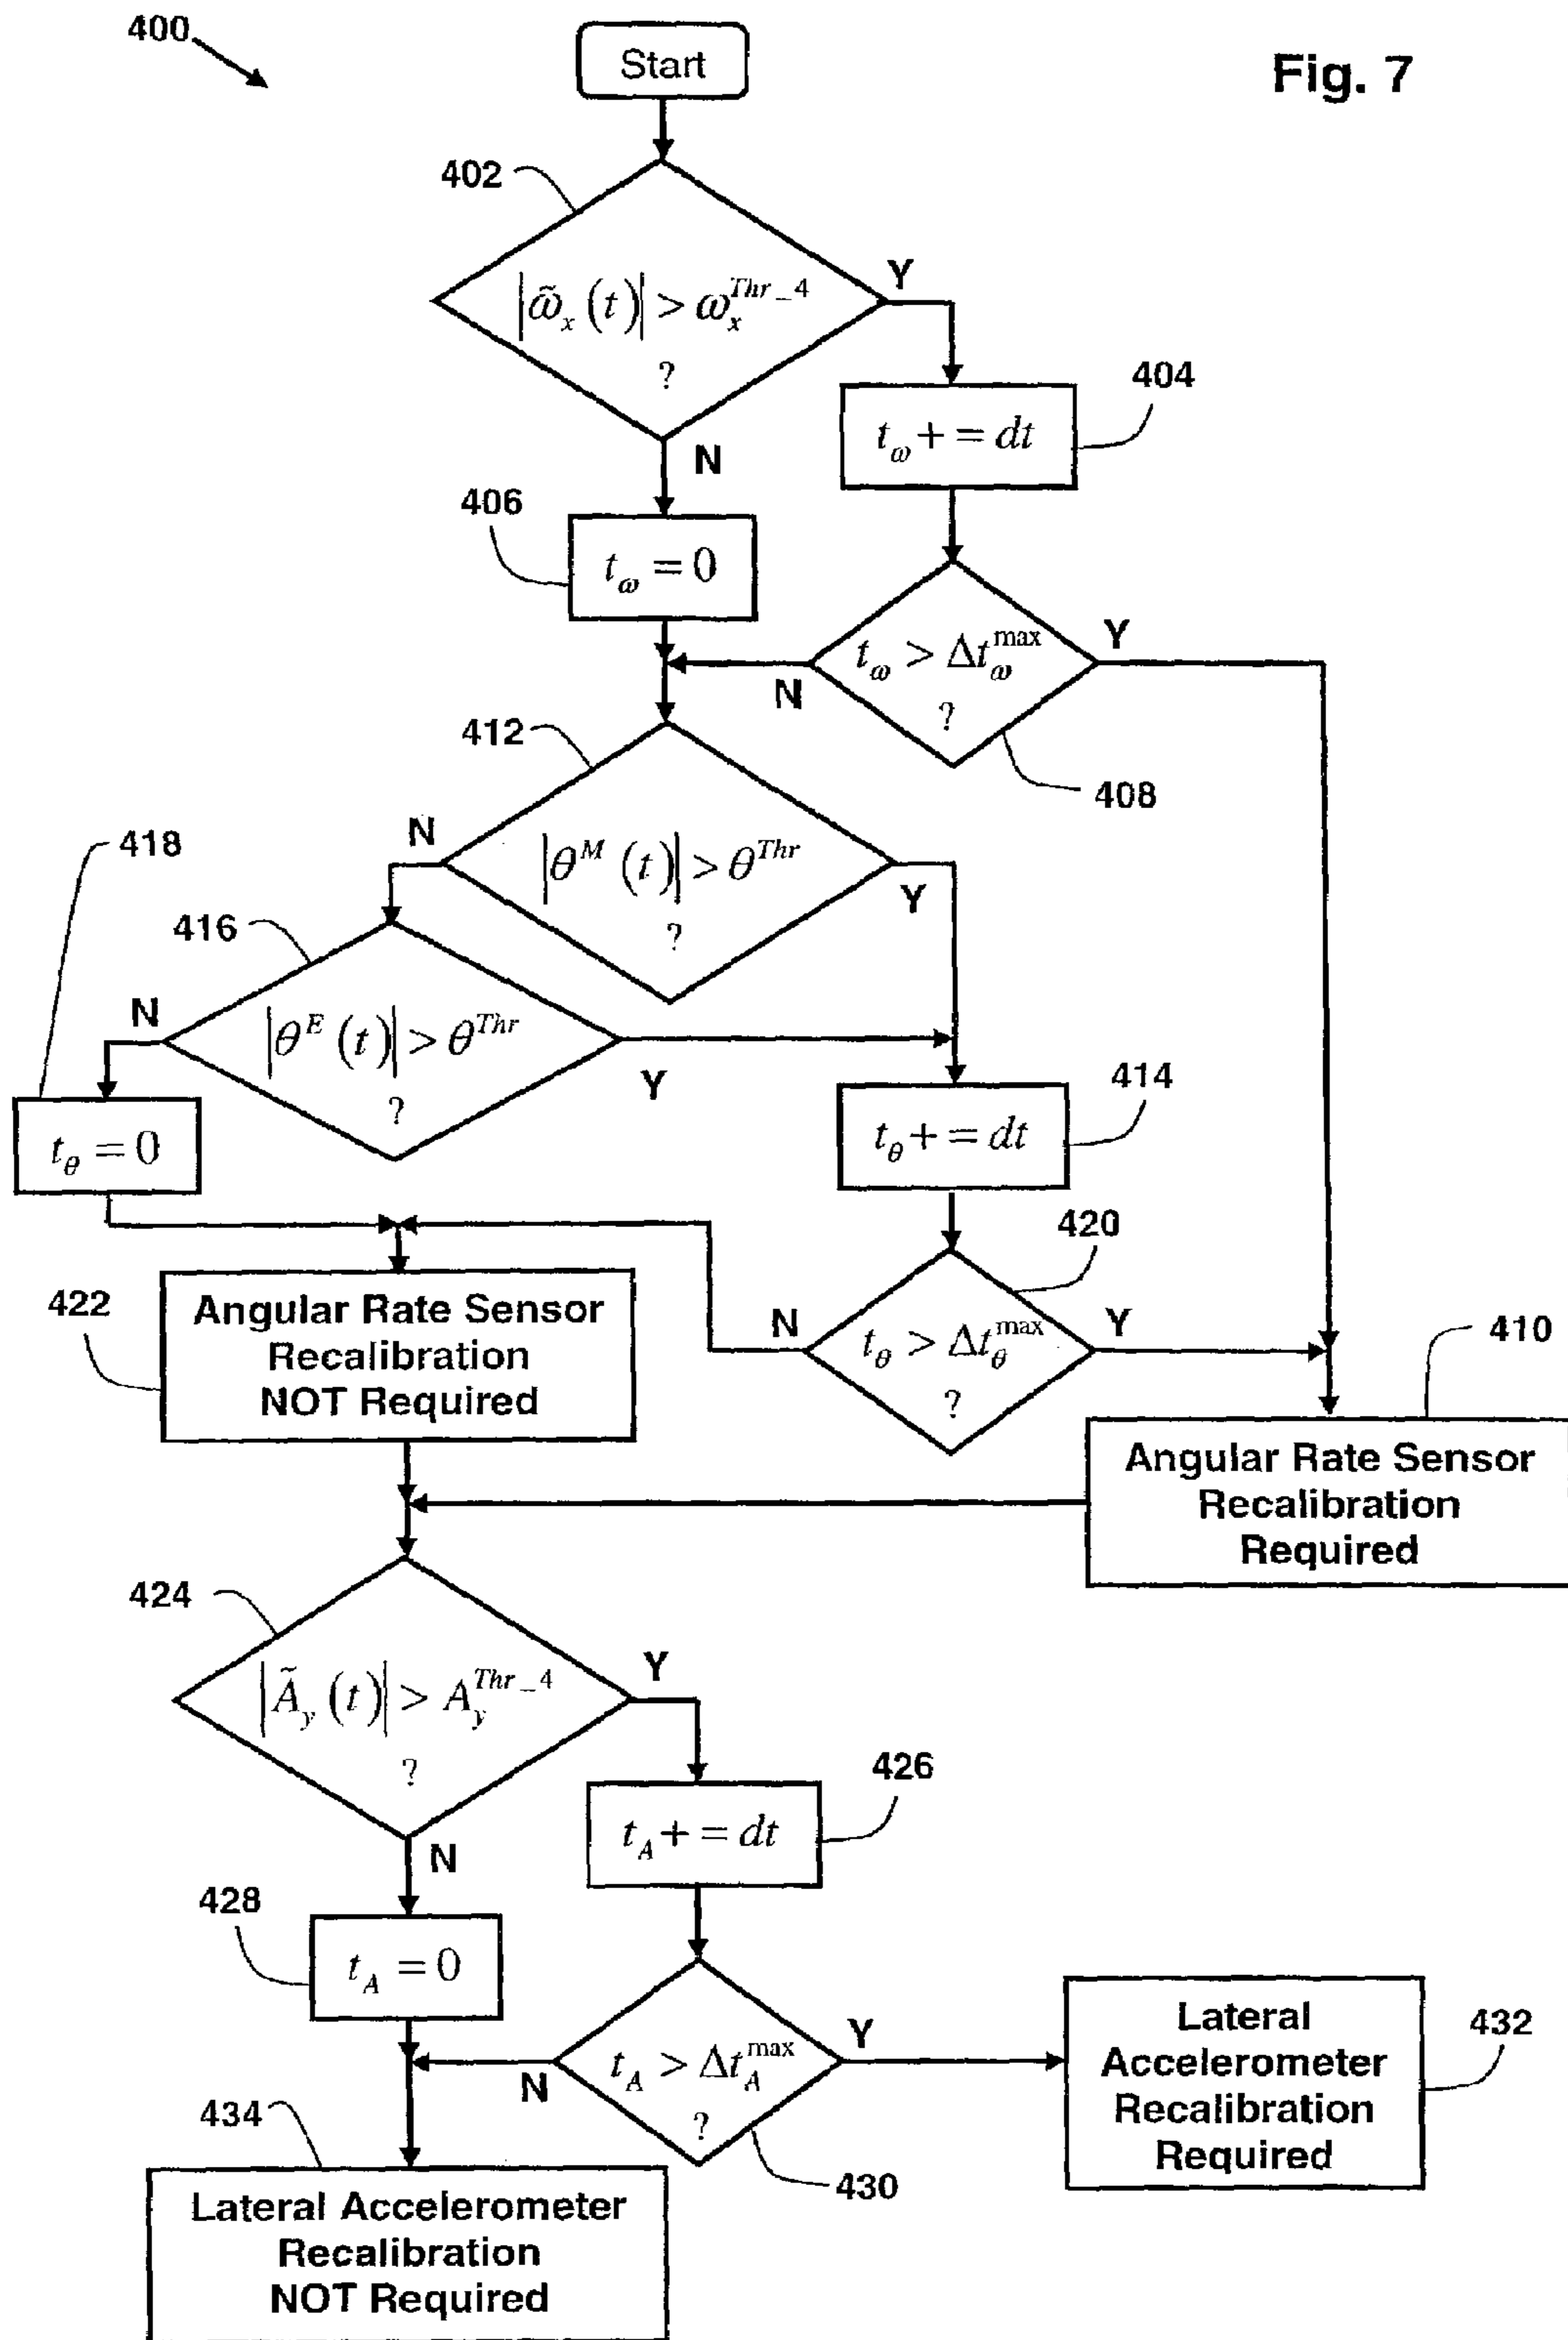 400
Start
Fig. 7
402
|ω̃ₓ(t)| > ωₓ^Thr_4
?
Y
N
404
t_ω += dt
406
t_ω = 0
t_ω > Δt_ω^max
?
Y
N
408
412
|θ^M (t)| > θ^Thr
?
N
Y
418
416
|θ^E (t)| > θ^Thr
?
N
Y
t_θ = 0
414
t_θ += dt
420
t_θ > Δt_θ^max
?
N
Y
422
Angular Rate Sensor
Recalibration
NOT Required
410
Angular Rate Sensor
Recalibration
Required
424
|Ã_y (t)| > A_y^Thr_4
?
Y
N
426
t_A += dt
428
t_A = 0
t_A > Δt_A^max
?
Y
N
430
Lateral
Accelerometer
Recalibration
Required
432
434
Lateral Accelerometer
Recalibration
NOT Required